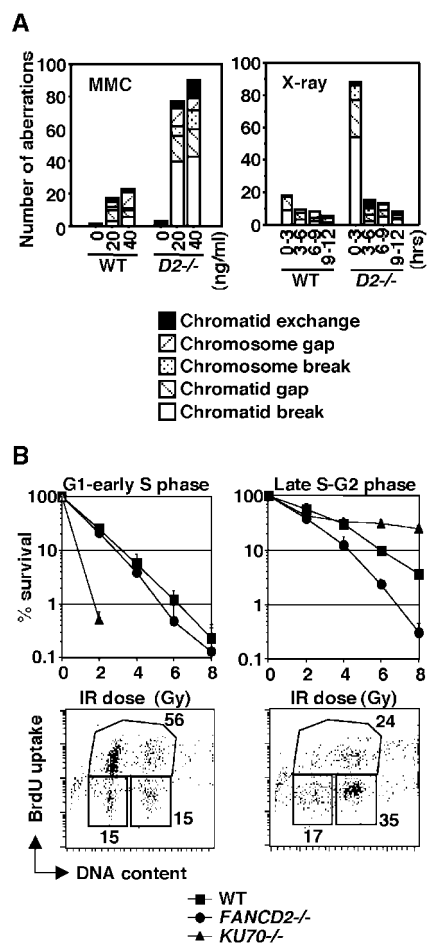 A
Number of aberrations
100
80
60
40
20
0
MMC
0 20 40 0 20 40 (ng/ml)
WT D2-/-
100
80
60
40
20
0
X-ray
0-3 3-6 6-9 9-12 0-3 3-6 6-9 9-12 (hrs)
WT D2-/-
Chromatid exchange
Chromosome gap
Chromosome break
Chromatid gap
Chromatid break
B
G1-early S phase
% survival
100
10
1
0.1
0 2 4 6 8
IR dose (Gy)
Late S-G2 phase
100
10
1
0.1
0 2 4 6 8
IR dose (Gy)
BrdU uptake
56
15
15
24
35
17
DNA content
WT
FANCD2-/-
KU70-/-